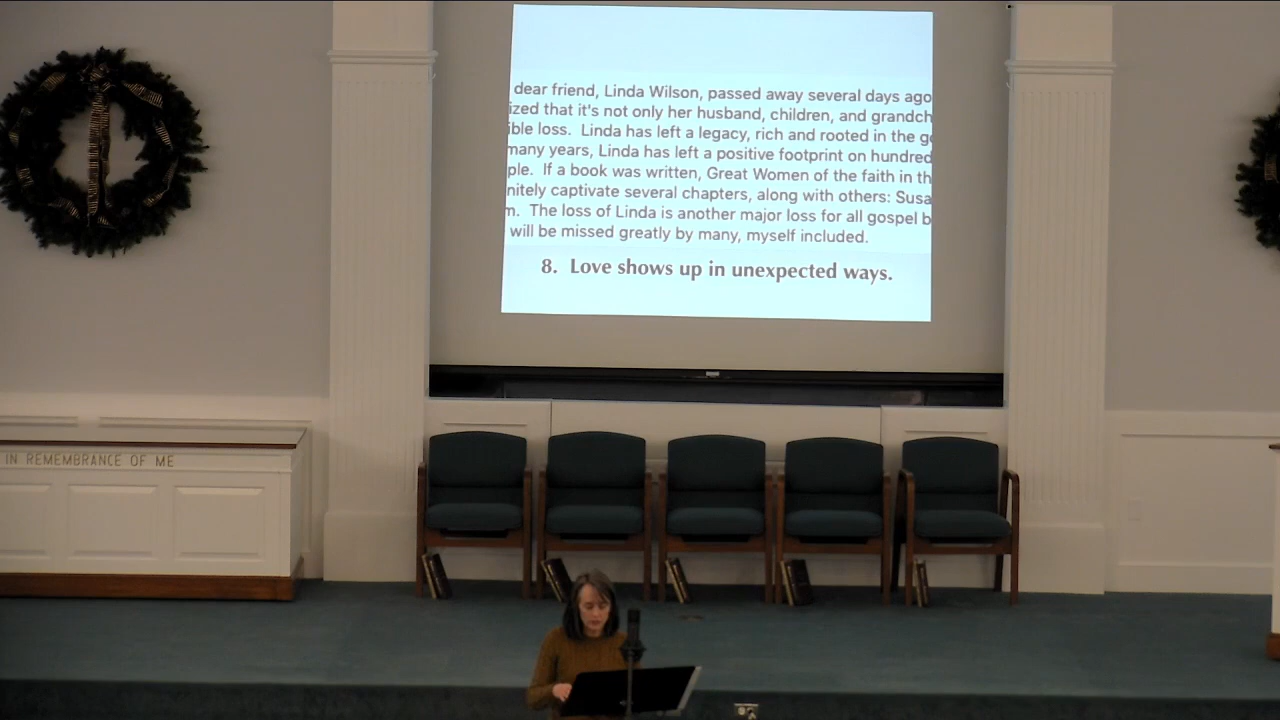 dear friend, Linda Wilson, passed away several days ago
ized that it's not only her husband, children, and grandch
ible loss. Linda has left a legacy, rich and rooted in the g
many years, Linda has left a positive footprint on hundred
ple. If a book was written, Great Women of the faith in th
nitely captivate several chapters, along with others: Susa
m. The loss of Linda is another major loss for all gospel b
will be missed greatly by many, myself included.
8. Love shows up in unexpected ways.
IN REMEMBRANCE OF ME